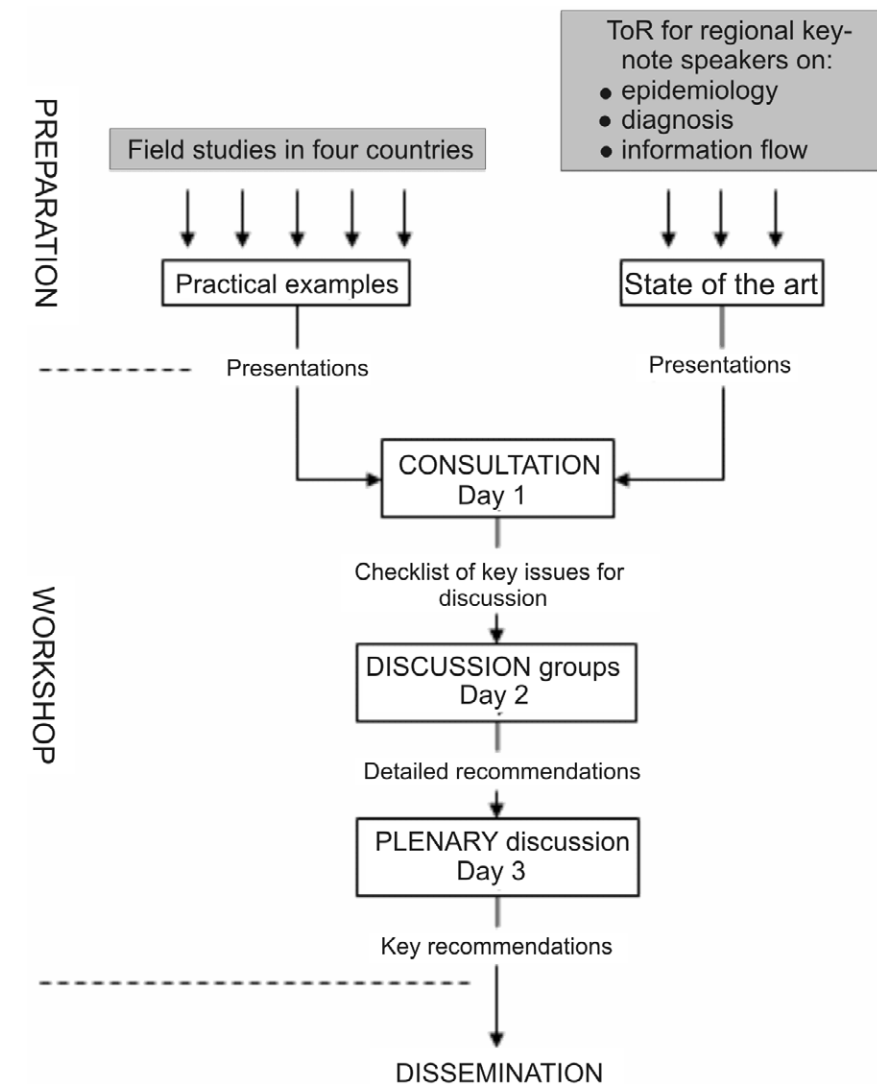 PREPARATION
ToR for regional key-
note speakers on:
● epidemiology
● diagnosis
● information flow
Field studies in four countries
Practical examples
State of the art
Presentations
Presentations
WORKSHOP
CONSULTATION
Day 1
Checklist of key issues for
discussion
DISCUSSION groups
Day 2
Detailed recommendations
PLENARY discussion
Day 3
Key recommendations
DISSEMINATION